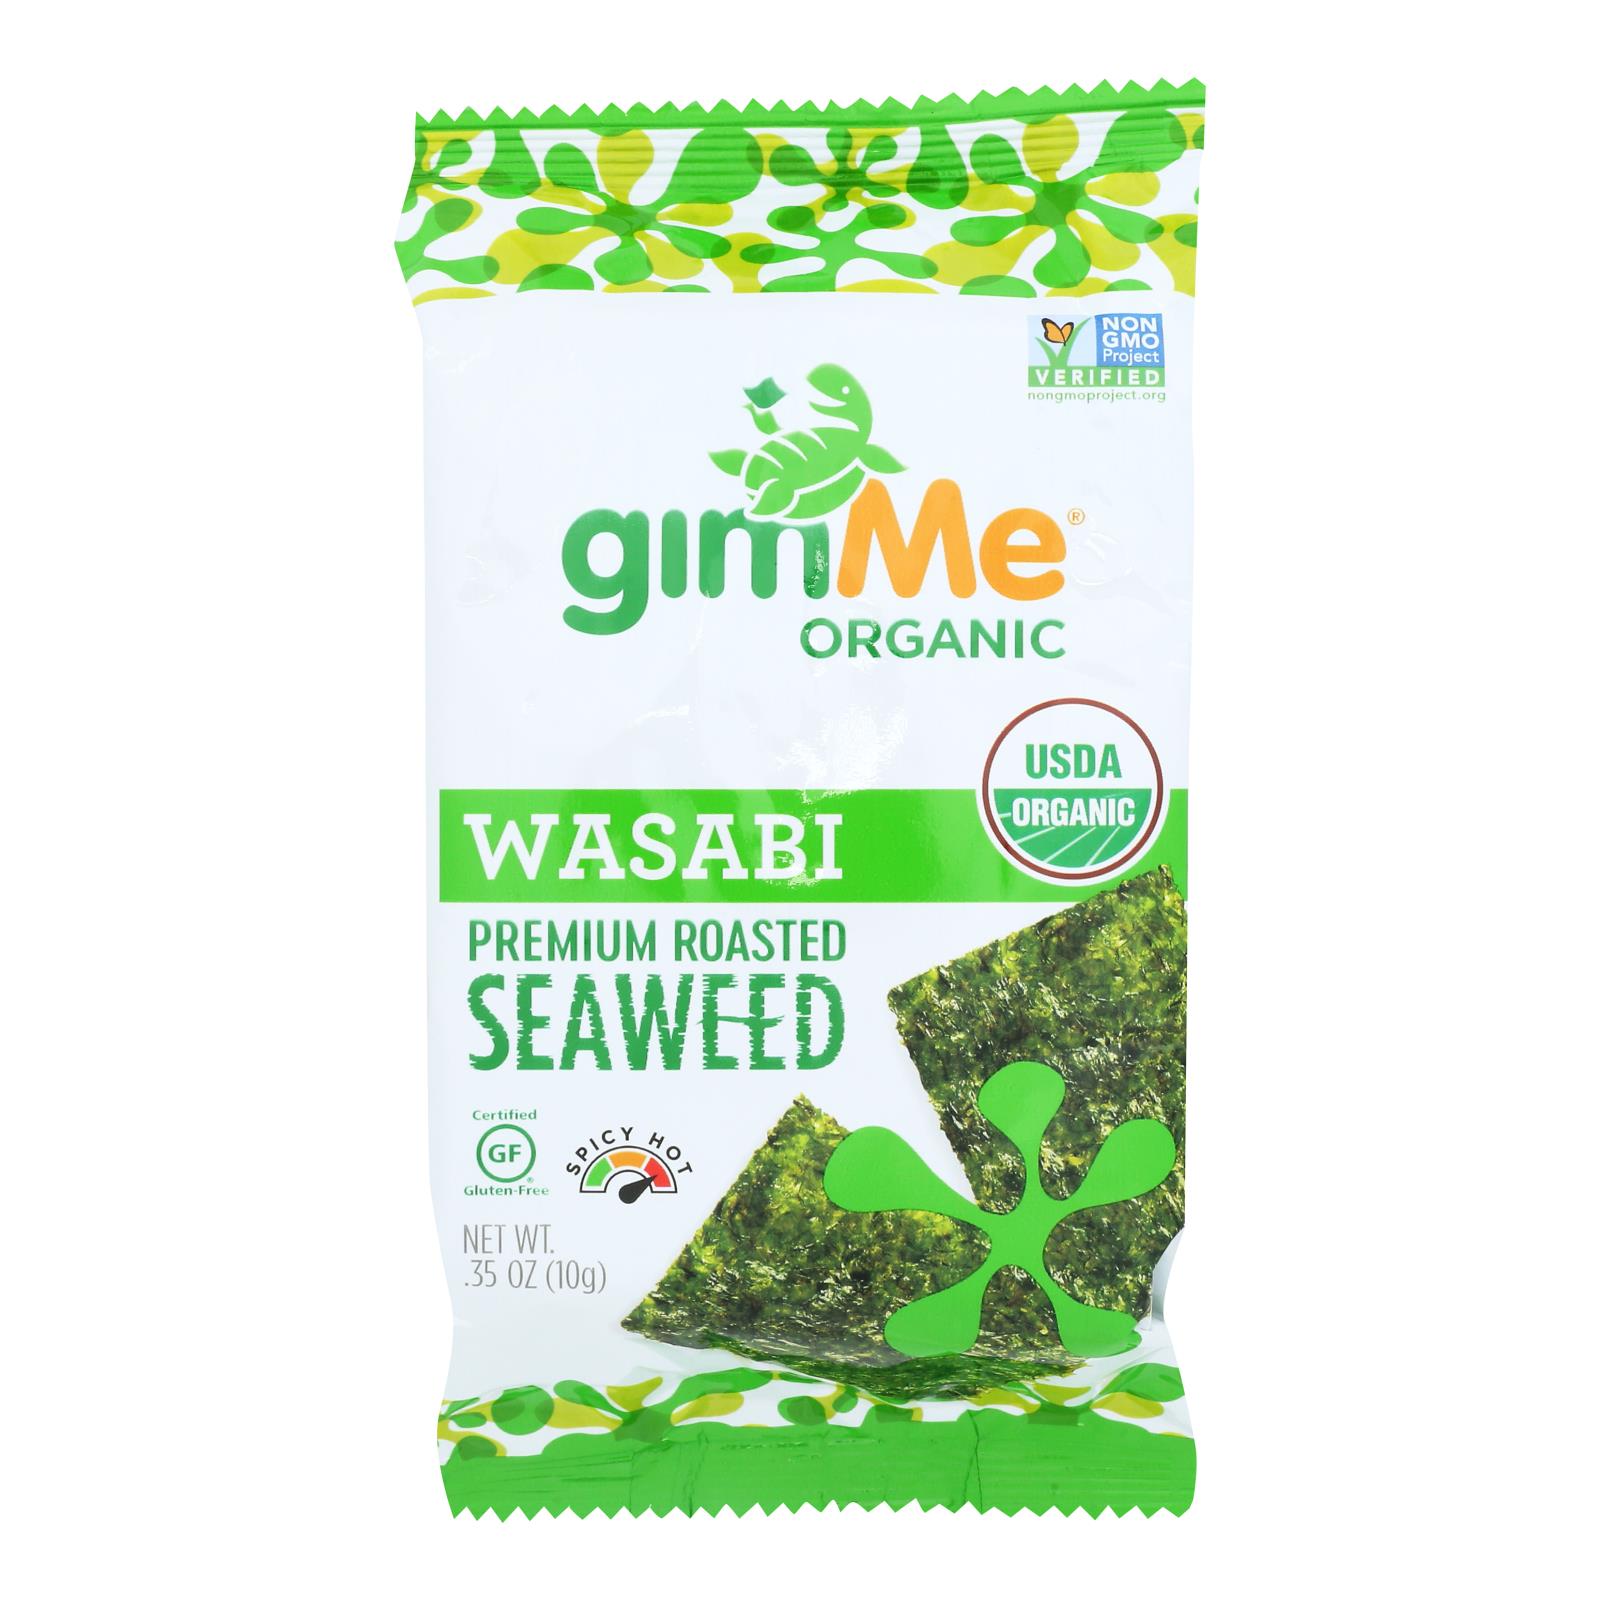 NON
GMO
Project
VERIFIED
nongmoproject.org
gimMe®
ORGANIC
USDA
ORGANIC
WASABI
PREMIUM ROASTED
SEAWEED
Certified
GF®
Gluten-Free
SPICY HOT
NET WT.
.35 OZ (10g)